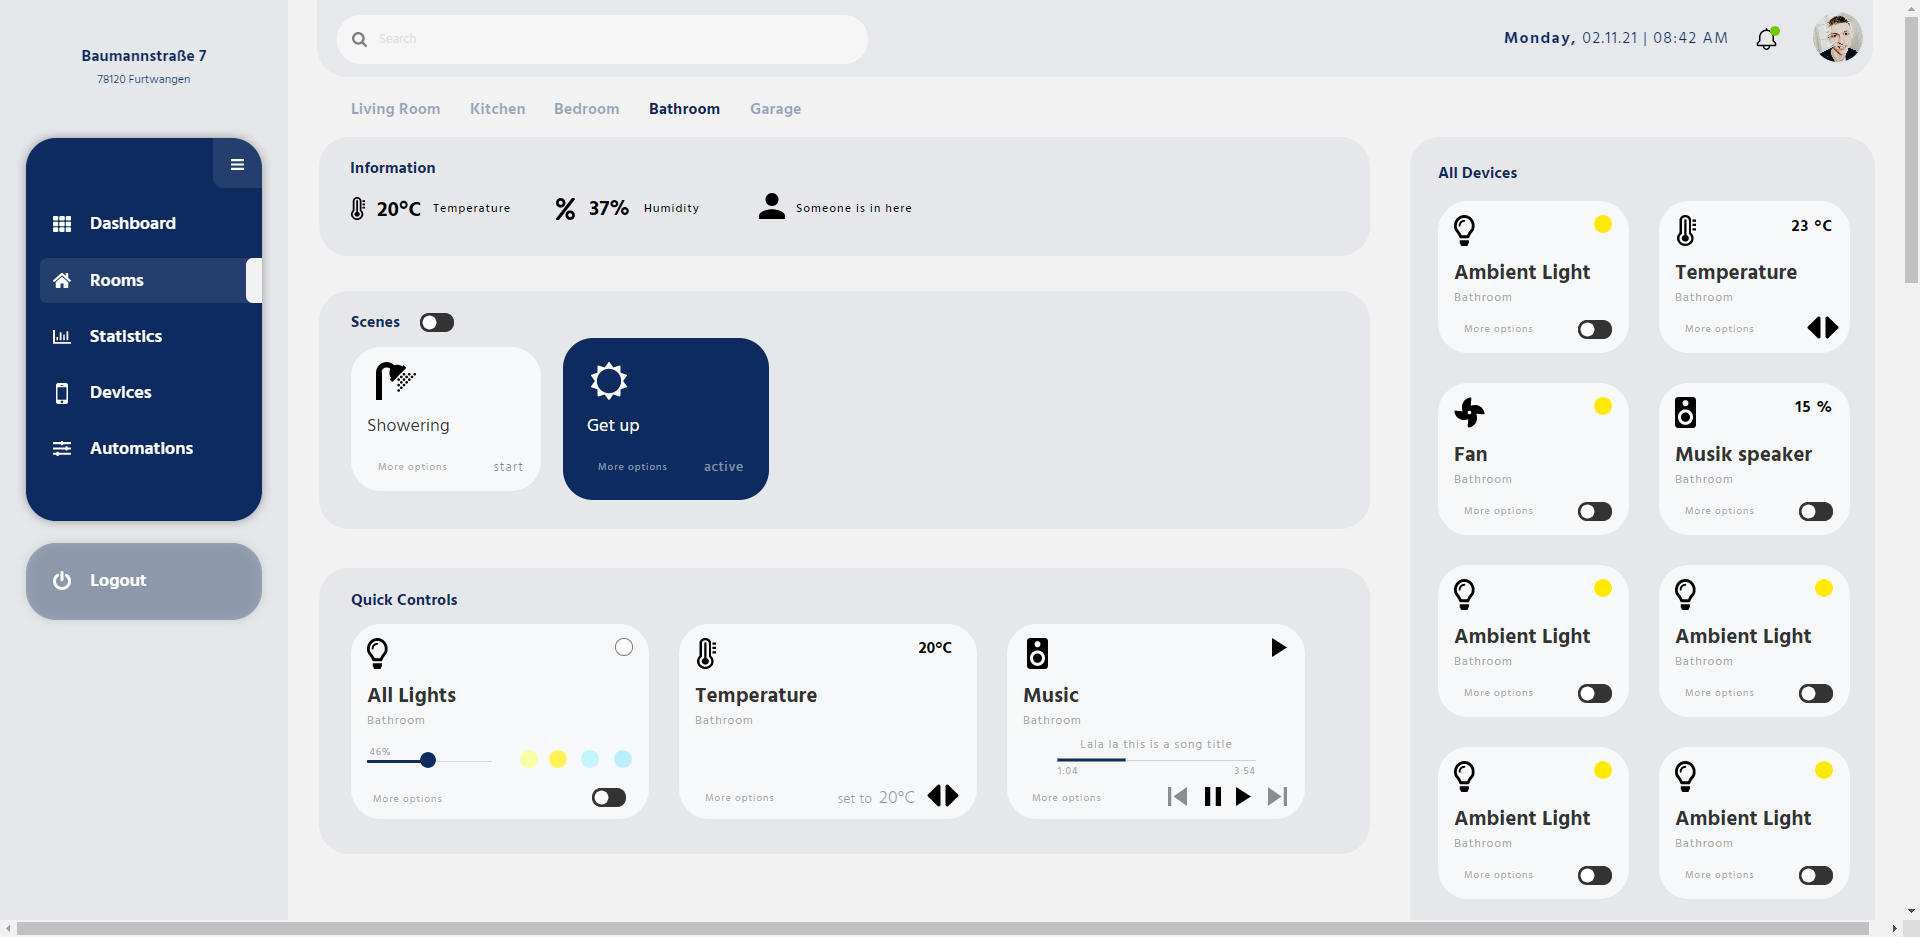 Baumannstraße 7
78120 Furtwangen
Dashboard
Rooms
Statistics
Devices
Automations
Logout
Search
Monday, 02.11.21 | 08:42 AM
Living Room Kitchen Bedroom Bathroom Garage
Information
20°C Temperature 37% Humidity Someone is in here
Scenes
Showering
More options start
Get up
More options active
Quick Controls
All Lights
Bathroom
46%
More options
20°C
Temperature
Bathroom
More options set to 20°C
Music
Bathroom
Lala la this is a song title
1:04 3:54
More options
All Devices
Ambient Light
Bathroom
More options
23 °C
Temperature
Bathroom
More options
Fan
Bathroom
More options
15 %
Musik speaker
Bathroom
More options
Ambient Light
Bathroom
More options
Ambient Light
Bathroom
More options
Ambient Light
Bathroom
More options
Ambient Light
Bathroom
More options